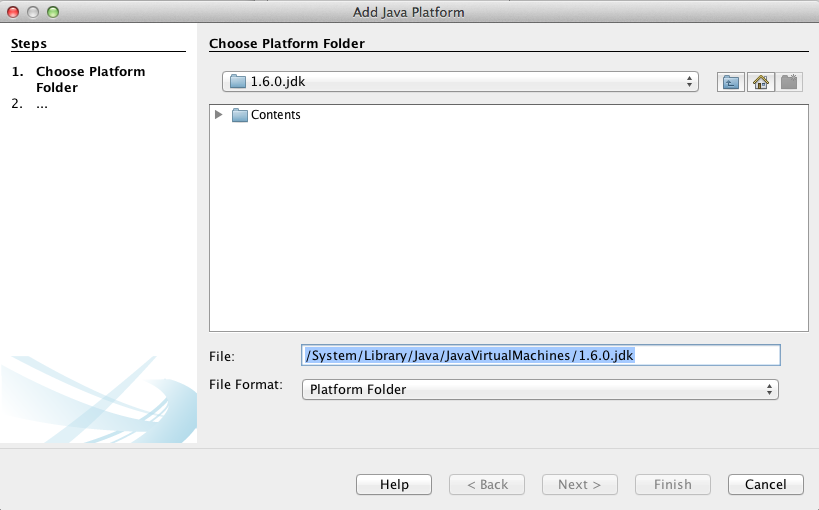 Add Java Platform
Steps
1. Choose Platform
Folder
2. ...
Choose Platform Folder
1.6.0.jdk
Contents
File: /System/Library/Java/JavaVirtualMachines/1.6.0.jdk
File Format: Platform Folder
Help < Back Next > Finish Cancel